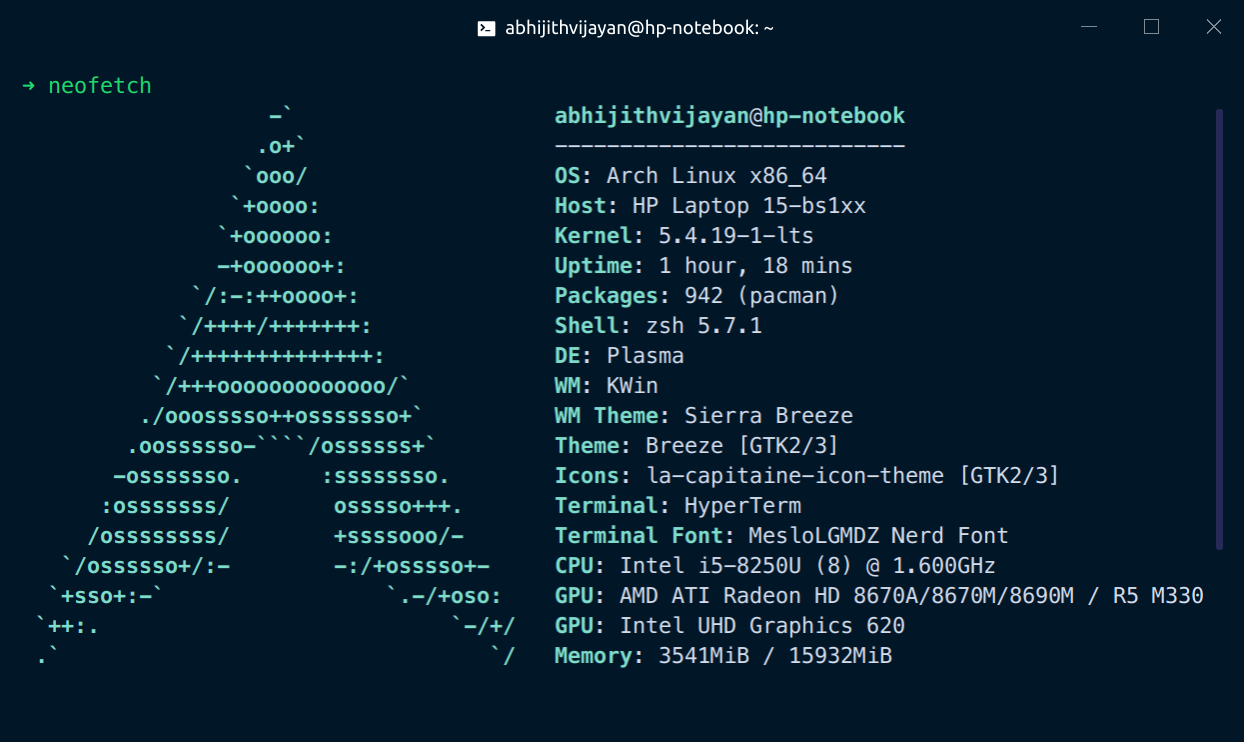 abhijithvijayan@hp-notebook: ~
→ neofetch
                  -`                     abhijithvijayan@hp-notebook
                 .o+`                    ---------------------------
                `ooo/                    OS: Arch Linux x86_64
               `+oooo:                   Host: HP Laptop 15-bs1xx
              `+oooooo:                  Kernel: 5.4.19-1-lts
              -+oooooo+:                 Uptime: 1 hour, 18 mins
            `/:-:++oooo+:                Packages: 942 (pacman)
           `/++++/+++++++:               Shell: zsh 5.7.1
          `/++++++++++++++:              DE: Plasma
         `/+++ooooooooooooo/`            WM: KWin
        ./ooosssso++osssssso+`           WM Theme: Sierra Breeze
       .oossssso-````/ossssss+`          Theme: Breeze [GTK2/3]
      -osssssso.      :ssssssso.         Icons: la-capitaine-icon-theme [GTK2/3]
     :osssssss/        osssso+++.        Terminal: HyperTerm
    /ossssssss/        +ssssooo/-        Terminal Font: MesloLGMDZ Nerd Font
  `/ossssso+/:-        -:/+osssso+-      CPU: Intel i5-8250U (8) @ 1.600GHz
 `+sso+:-`                 `.-/+oso:     GPU: AMD ATI Radeon HD 8670A/8670M/8690M / R5 M330
`++:.                           `-/+/    GPU: Intel UHD Graphics 620
.`                                 `/    Memory: 3541MiB / 15932MiB